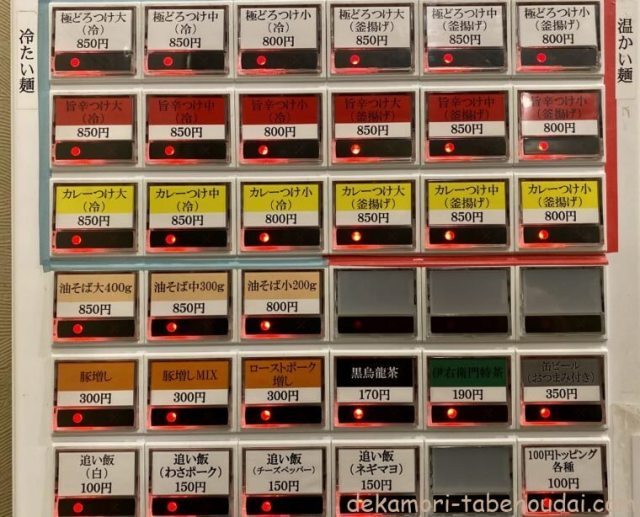 冷たい麺
温かい麺
極どろつけ大
（冷）
850円
極どろつけ中
（冷）
850円
極どろつけ小
（冷）
800円
極どろつけ大
（釜揚げ）
850円
極どろつけ中
（釜揚げ）
850円
極どろつけ小
（釜揚げ）
800円
旨辛つけ大
（冷）
850円
旨辛つけ中
（冷）
850円
旨辛つけ小
（冷）
800円
旨辛つけ大
（釜揚げ）
850円
旨辛つけ中
（釜揚げ）
850円
旨辛つけ小
（釜揚げ）
800円
カレーつけ大
（冷）
850円
カレーつけ中
（冷）
850円
カレーつけ小
（冷）
800円
カレーつけ大
（釜揚げ）
850円
カレーつけ中
（釜揚げ）
850円
カレーつけ小
（釜揚げ）
800円
油そば大400g
850円
油そば中300g
850円
油そば小200g
800円
豚増し
300円
豚増しMIX
300円
ローストポーク
増し
300円
黒烏龍茶
170円
伊右衛門特茶
190円
缶ビール
（おつまみ付き）
350円
追い飯
（白）
100円
追い飯
（わさポーク）
150円
追い飯
（チーズペッパー）
150円
追い飯
（ネギマヨ）
150円
100円トッピング
各種
100円
dekamori-tabehoudai.com